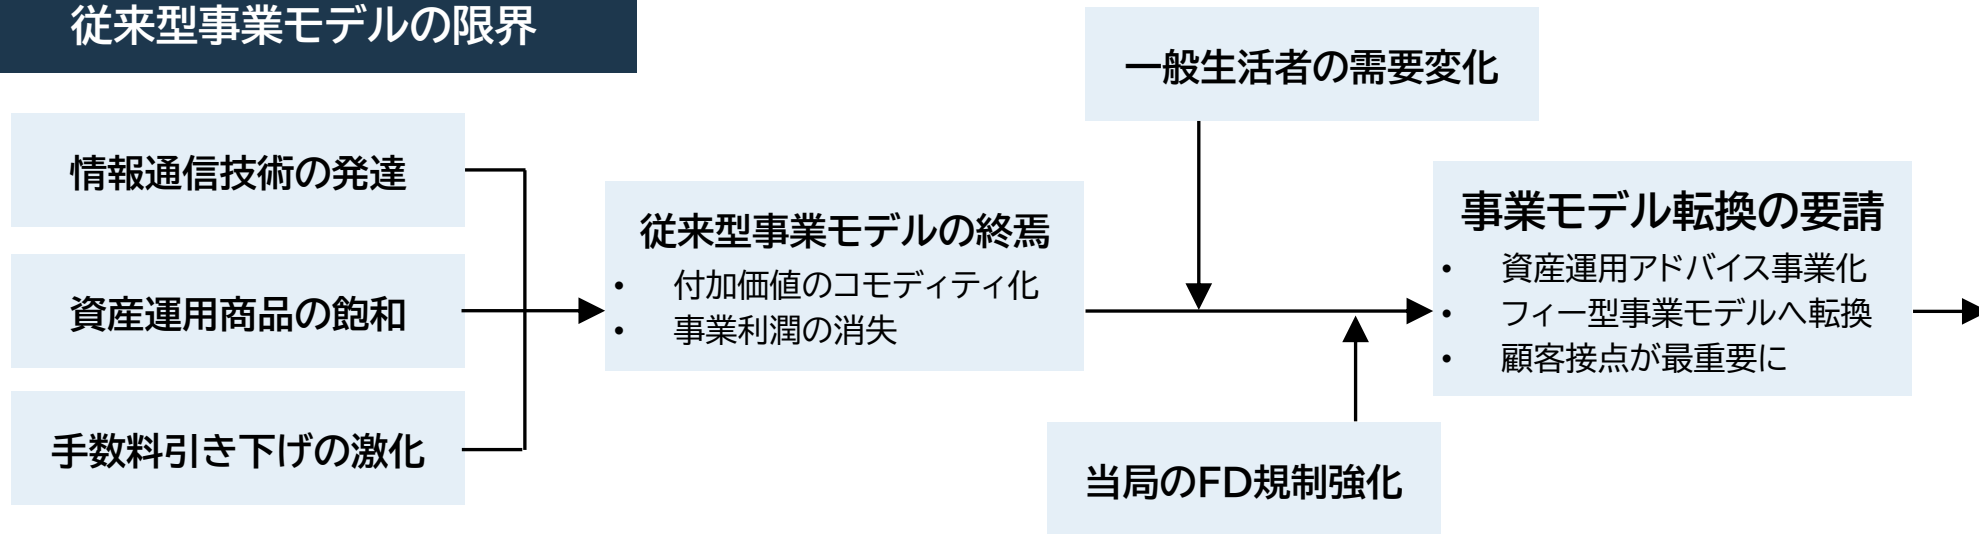 従来型事業モデルの限界
情報通信技術の発達
資産運用商品の飽和
手数料引き下げの激化
従来型事業モデルの終焉
• 付加価値のコモディティ化
• 事業利潤の消失
一般生活者の需要変化
当局のFD規制強化
事業モデル転換の要請
• 資産運用アドバイス事業化
• フィー型事業モデルへ転換
• 顧客接点が最重要に